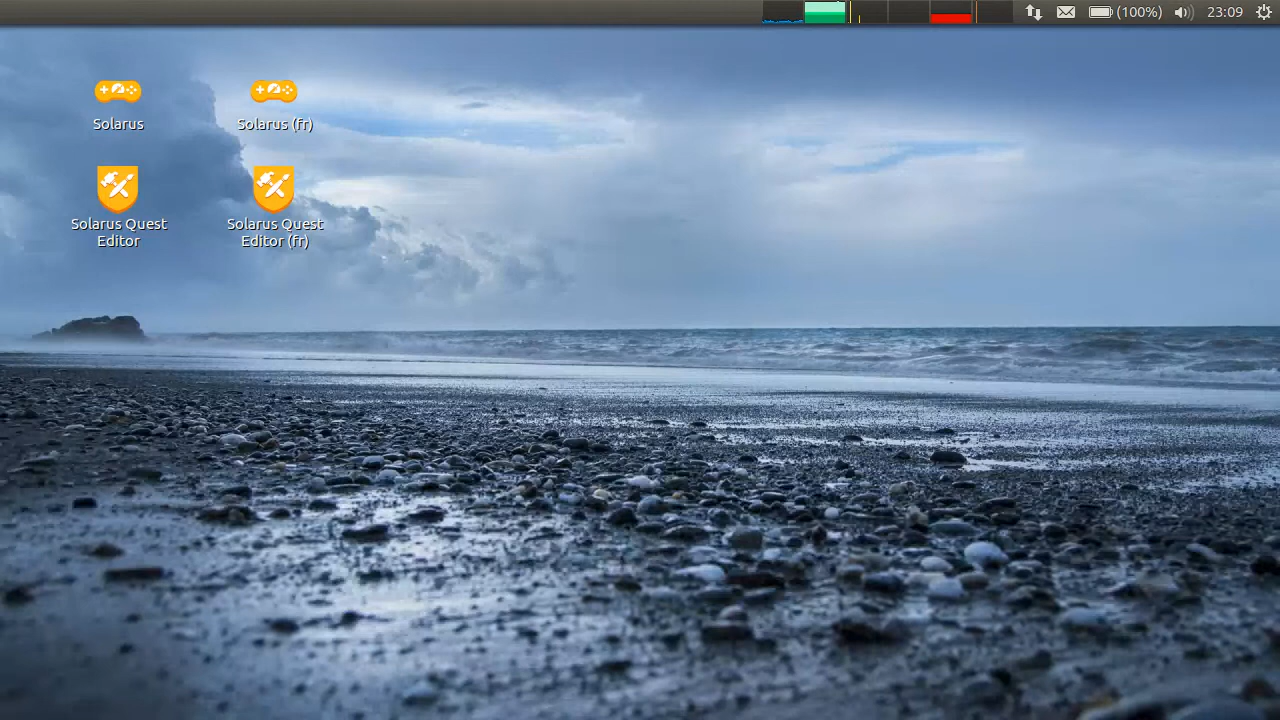 (100%) 23:09
Solarus Solarus (fr)
Solarus Quest
Editor
Solarus Quest
Editor (fr)